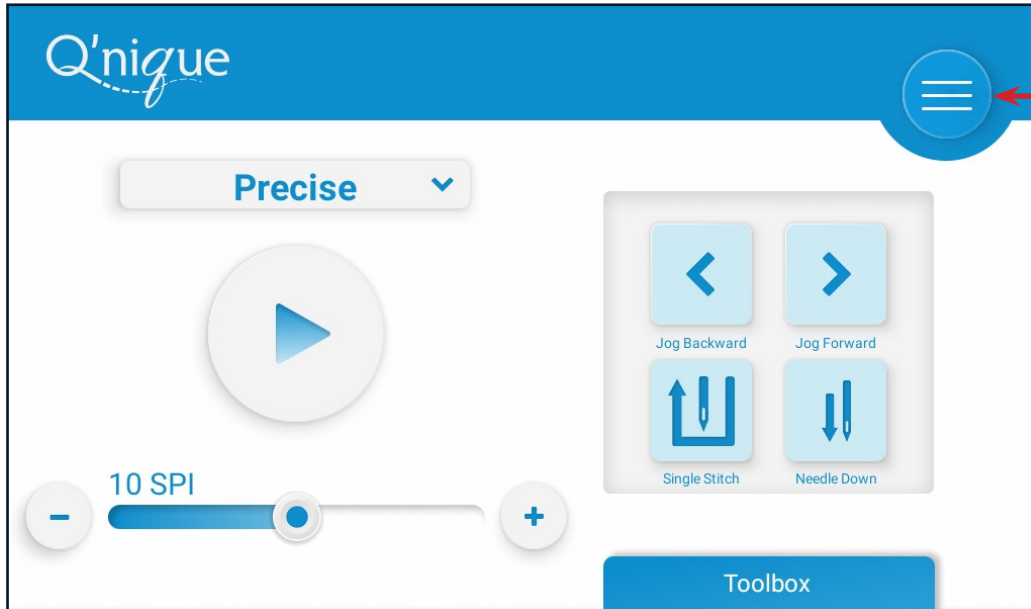 Q'nique
Precise
Jog Backward
Jog Forward
10 SPI
Single Stitch
Needle Down
Toolbox